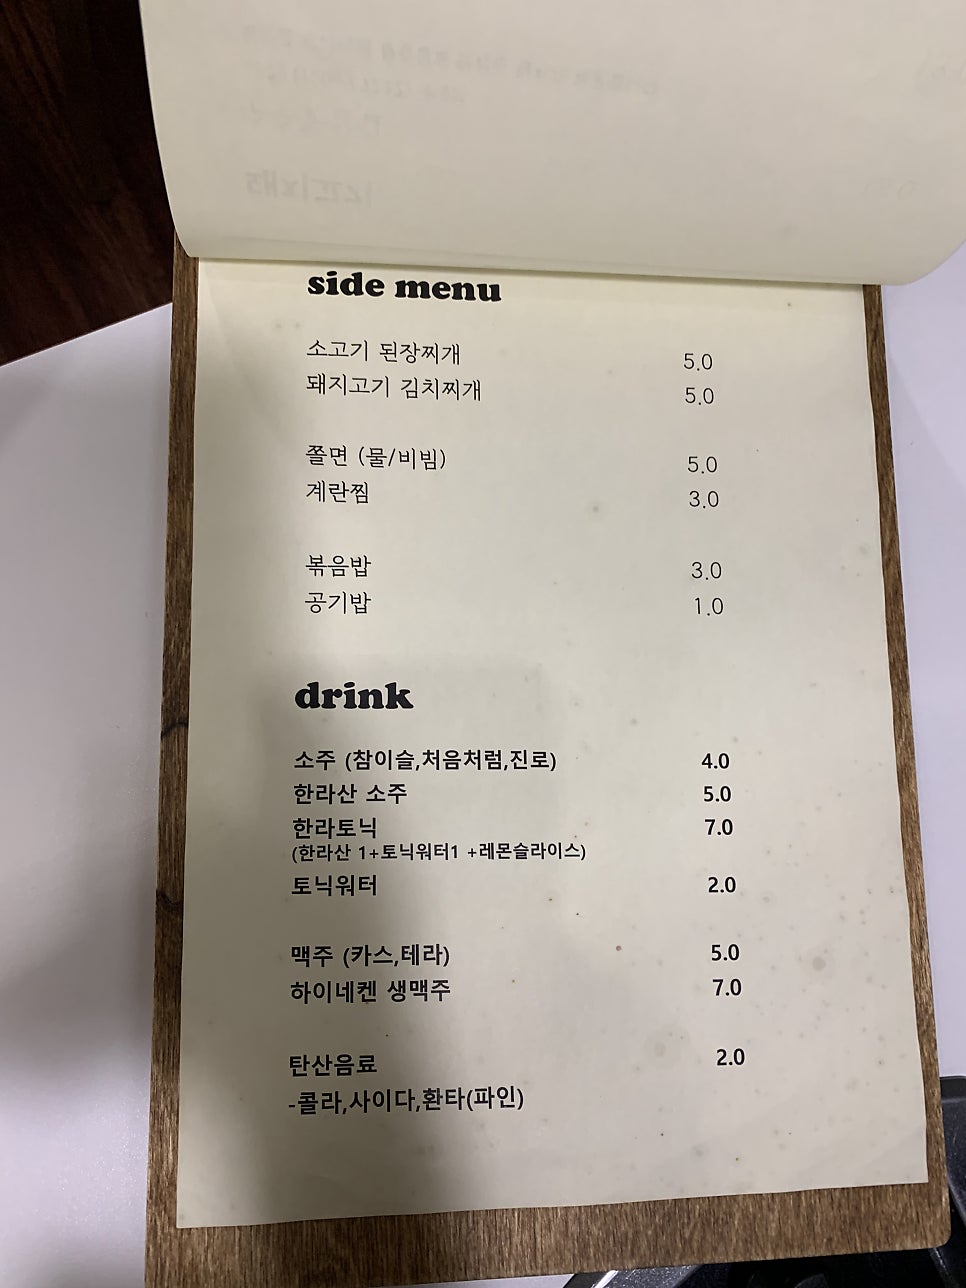 side menu
소고기 된장찌개 5.0
돼지고기 김치찌개 5.0
쫄면 (물/비빔) 5.0
계란찜 3.0
볶음밥 3.0
공기밥 1.0
drink
소주 (참이슬,처음처럼,진로) 4.0
한라산 소주 5.0
한라토닉 7.0
(한라산 1+토닉워터1 +레몬슬라이스)
토닉워터 2.0
맥주 (카스,테라) 5.0
하이네켄 생맥주 7.0
탄산음료 2.0
-콜라,사이다,환타(파인)